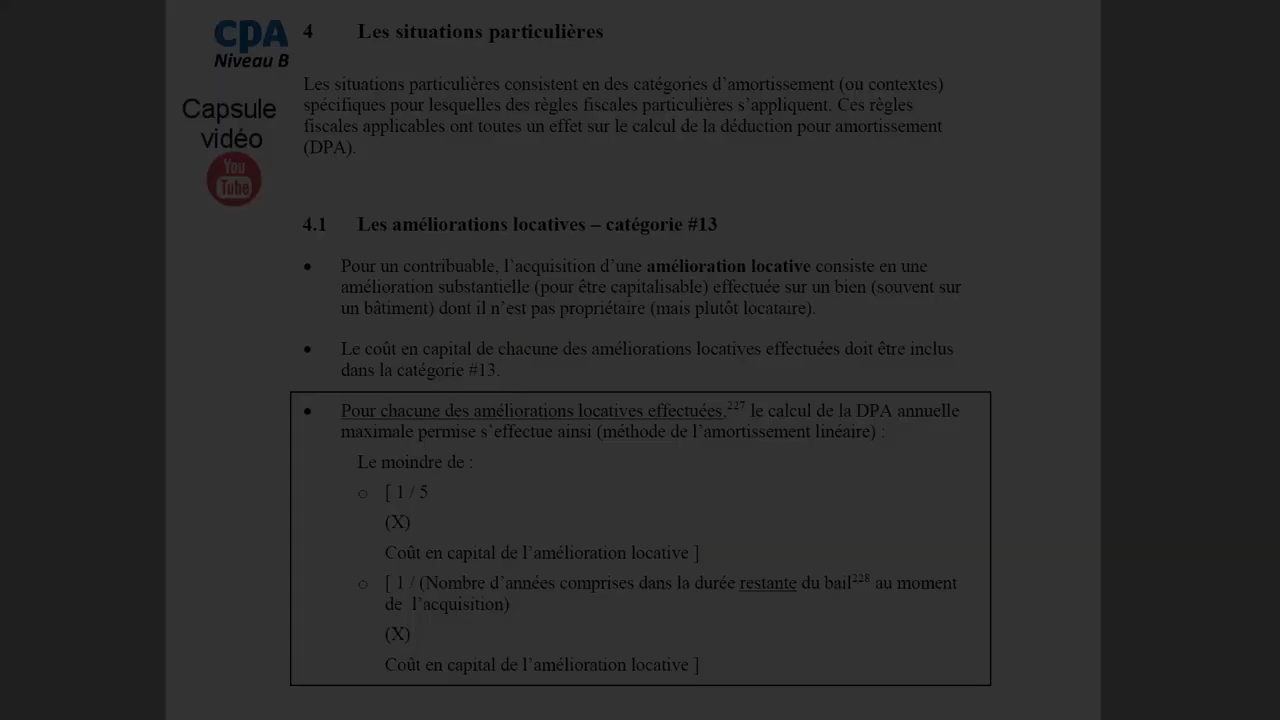 CPA
Niveau B
Capsule
vidéo
You
Tube
4 Les situations particulières
Les situations particulières consistent en des catégories d’amortissement (ou contextes)
spécifiques pour lesquelles des règles fiscales particulières s’appliquent. Ces règles
fiscales applicables ont toutes un effet sur le calcul de la déduction pour amortissement
(DPA).
4.1 Les améliorations locatives – catégorie #13
• Pour un contribuable, l’acquisition d’une amélioration locative consiste en une
amélioration substantielle (pour être capitalisable) effectuée sur un bien (souvent sur
un bâtiment) dont il n’est pas propriétaire (mais plutôt locataire).
• Le coût en capital de chacune des améliorations locatives effectuées doit être inclus
dans la catégorie #13.
• Pour chacune des améliorations locatives effectuées,227 le calcul de la DPA annuelle
maximale permise s’effectue ainsi (méthode de l’amortissement linéaire) :
Le moindre de :
o [ 1 / 5
(X)
Coût en capital de l’amélioration locative ]
o [ 1 / (Nombre d’années comprises dans la durée restante du bail228 au moment
de l’acquisition)
(X)
Coût en capital de l’amélioration locative ]